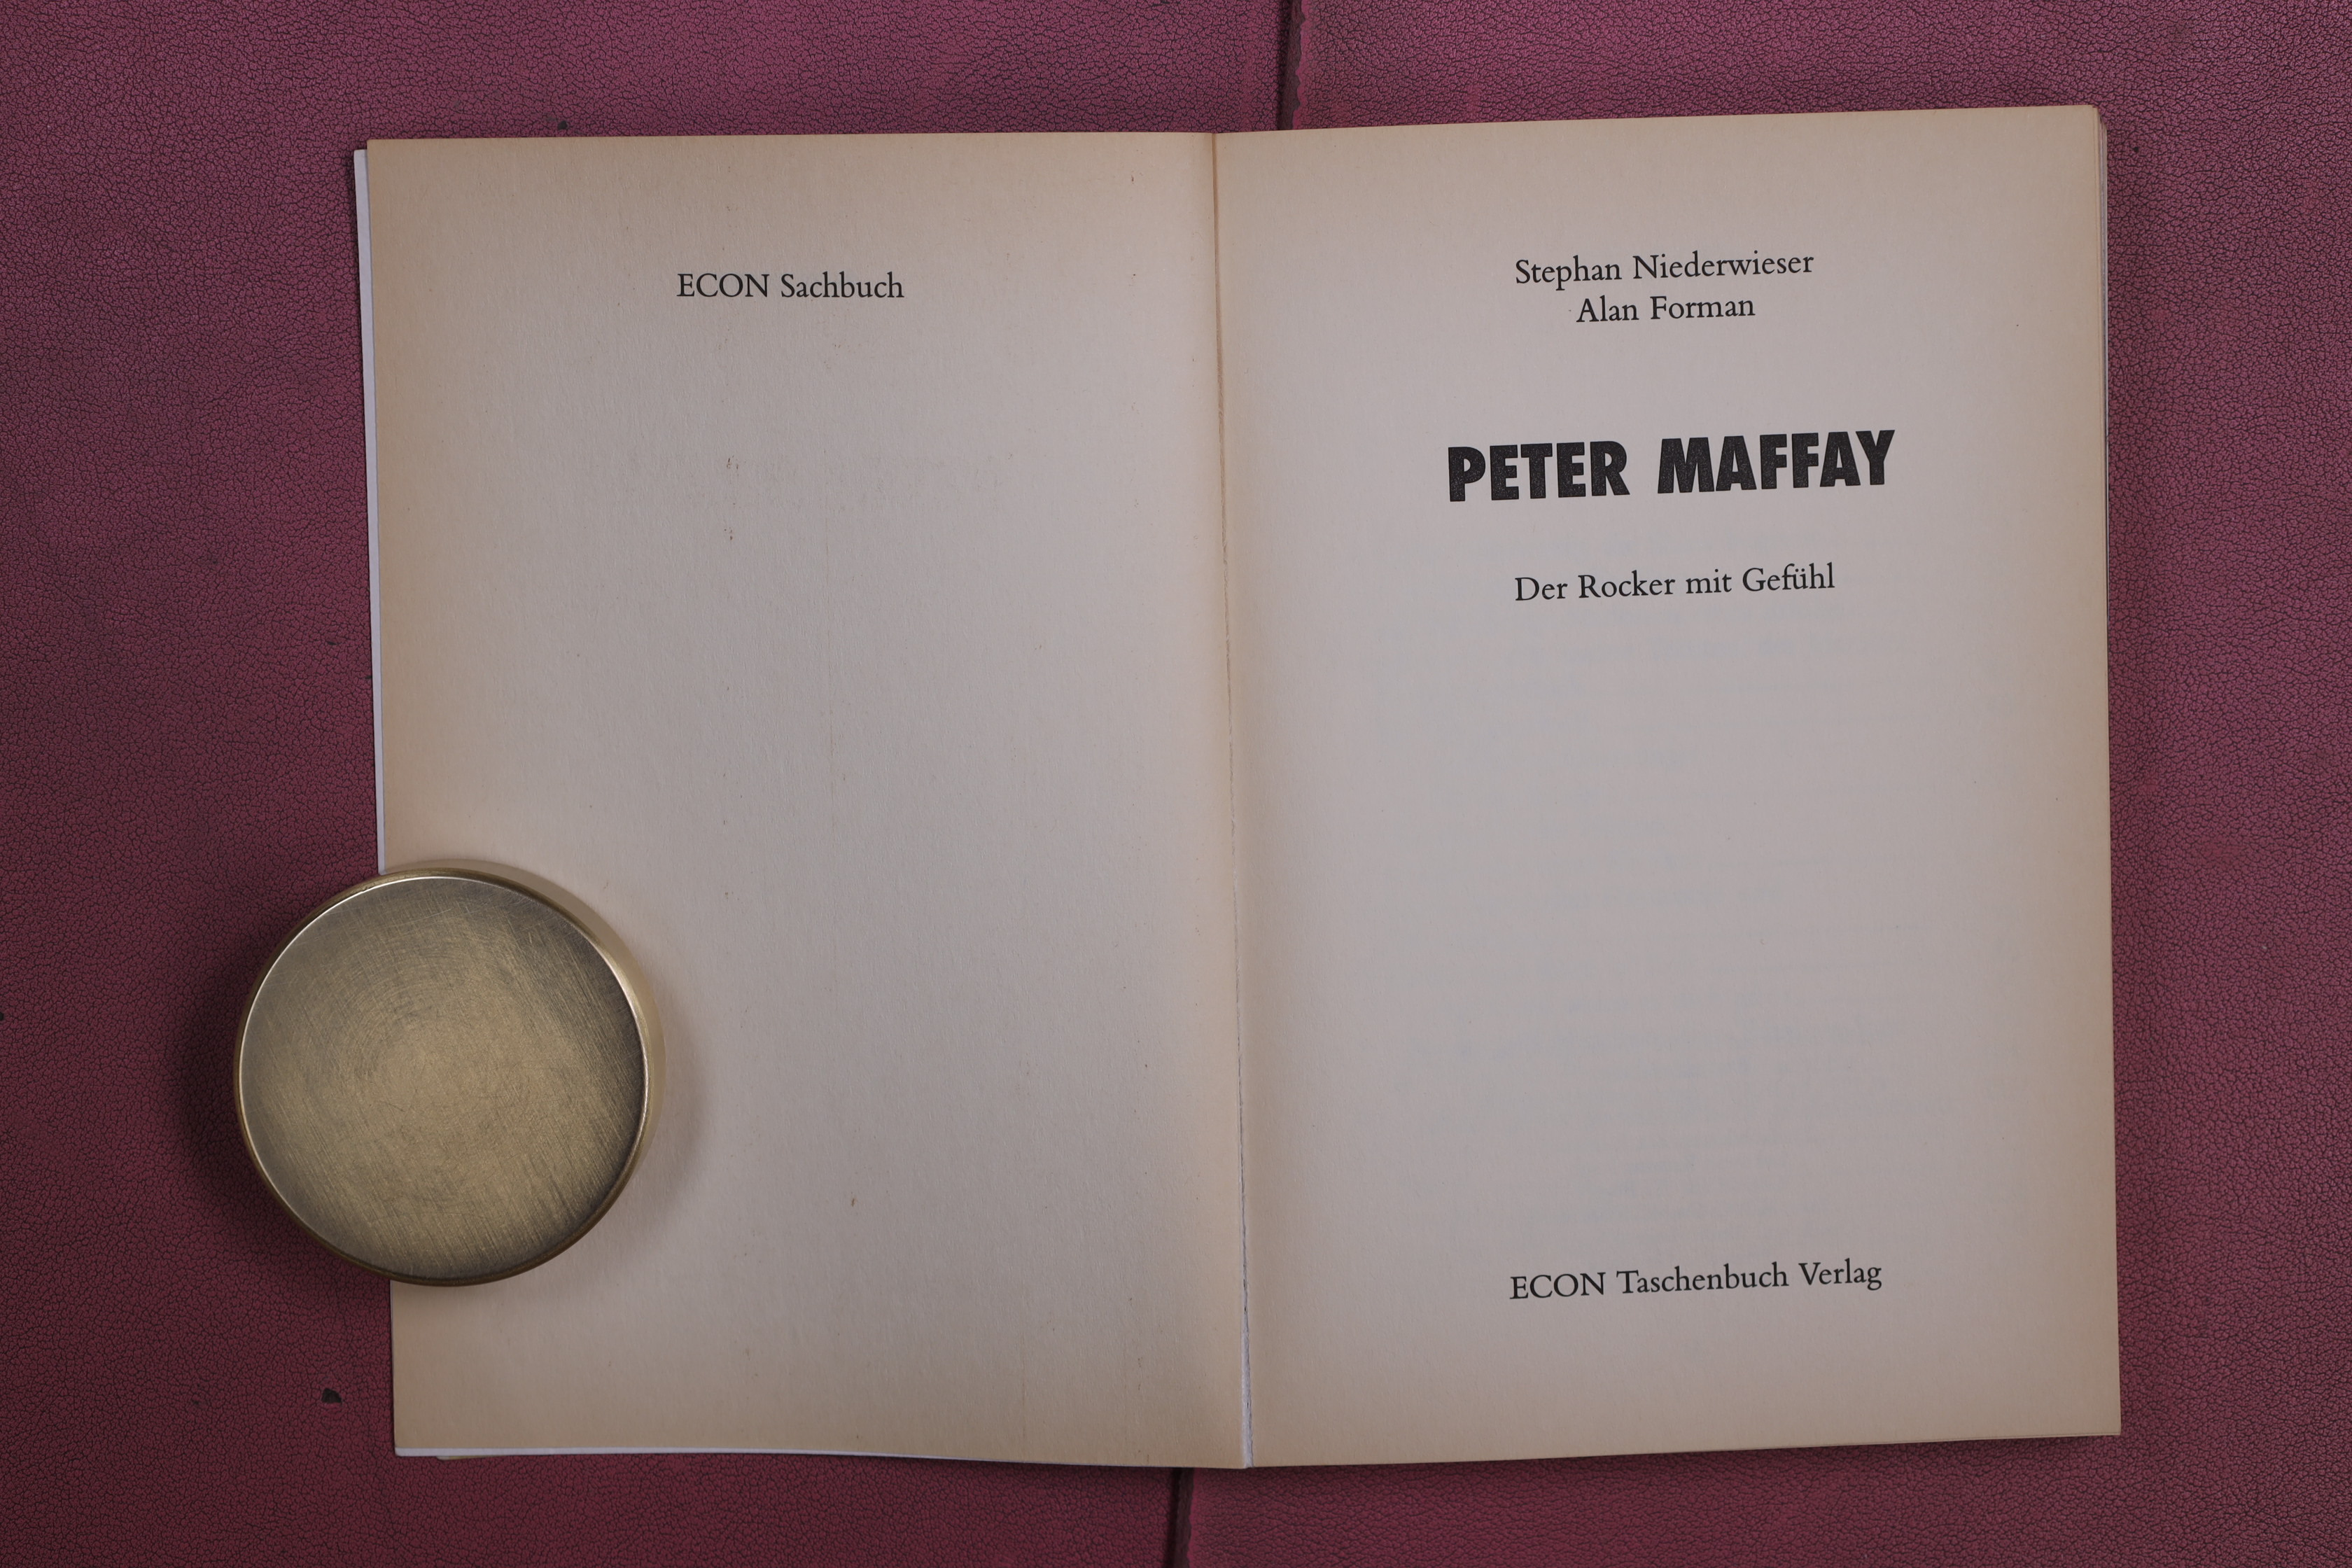 ECON Sachbuch
Stephan Niederwieser
Alan Forman
PETER MAFFAY
Der Rocker mit Gefühl
ECON Taschenbuch Verlag